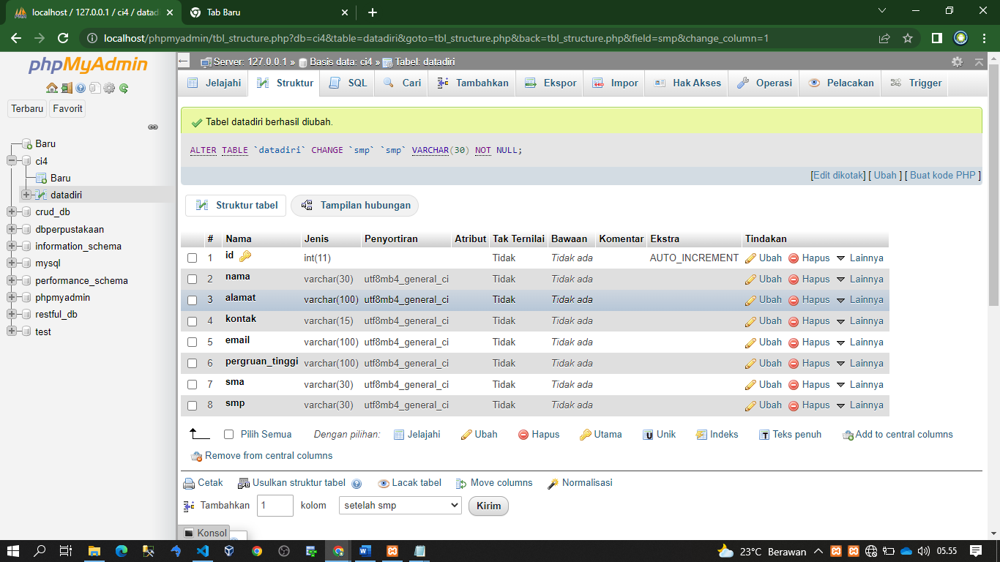 localhost / 127.0.0.1 / ci4 / datad
Tab Baru
localhost/phpmyadmin/tbl_structure.php?db=ci4&table=datadiri&goto=tbl_structure.php&back=tbl_structure.php&field=smp&change_column=1
phpMyAdmin
Terbaru Favorit
Baru
ci4
Baru
datadiri
crud_db
dbperpustakaan
information_schema
mysql
performance_schema
phpmyadmin
restful_db
test
Server: 127.0.0.1 » Basis data: ci4 » Tabel: datadiri
Jelajahi Struktur SQL Cari Tambahkan Ekspor Impor Hak Akses Operasi Pelacakan Trigger
Tabel datadiri berhasil diubah.
ALTER TABLE `datadiri` CHANGE `smp` `smp` VARCHAR(30) NOT NULL;
[Edit dikotak] [ Ubah ] [ Buat kode PHP ]
Struktur tabel Tampilan hubungan
# Nama Jenis Penyortiran Atribut Tak Ternilai Bawaan Komentar Ekstra Tindakan
1 id int(11) Tidak Tidak ada AUTO_INCREMENT Ubah Hapus Lainnya
2 nama varchar(30) utf8mb4_general_ci Tidak Tidak ada Ubah Hapus Lainnya
3 alamat varchar(100) utf8mb4_general_ci Tidak Tidak ada Ubah Hapus Lainnya
4 kontak varchar(15) utf8mb4_general_ci Tidak Tidak ada Ubah Hapus Lainnya
5 email varchar(100) utf8mb4_general_ci Tidak Tidak ada Ubah Hapus Lainnya
6 pergruan_tinggi varchar(100) utf8mb4_general_ci Tidak Tidak ada Ubah Hapus Lainnya
7 sma varchar(30) utf8mb4_general_ci Tidak Tidak ada Ubah Hapus Lainnya
8 smp varchar(30) utf8mb4_general_ci Tidak Tidak ada Ubah Hapus Lainnya
Pilih Semua Dengan pilihan: Jelajahi Ubah Hapus Utama Unik Indeks Teks penuh Add to central columns
Remove from central columns
Cetak Usulkan struktur tabel Lacak tabel Move columns Normalisasi
Tambahkan 1 kolom setelah smp Kirim
Konsol
23°C Berawan 05.55